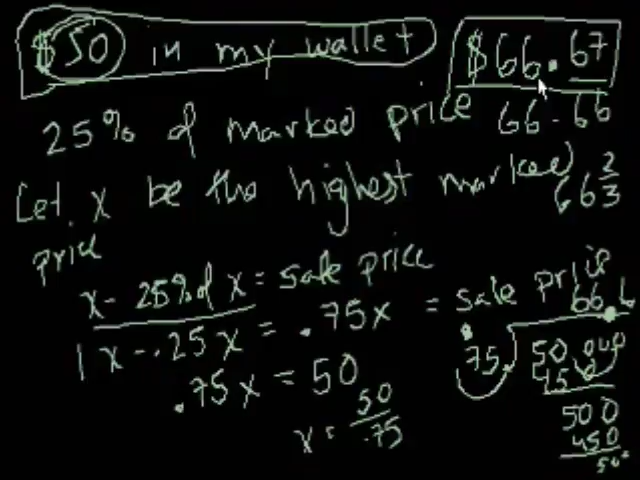 $50 in my wallet
$66.67
25% of marked price
66.66
Let x be the highest marked
66 2/3
price
x - 25% of x = sale price
1x - .25x = .75x = sale price
.75x = 50
x = 50/.75
66.6
.75. 50.000
450
500
450
50